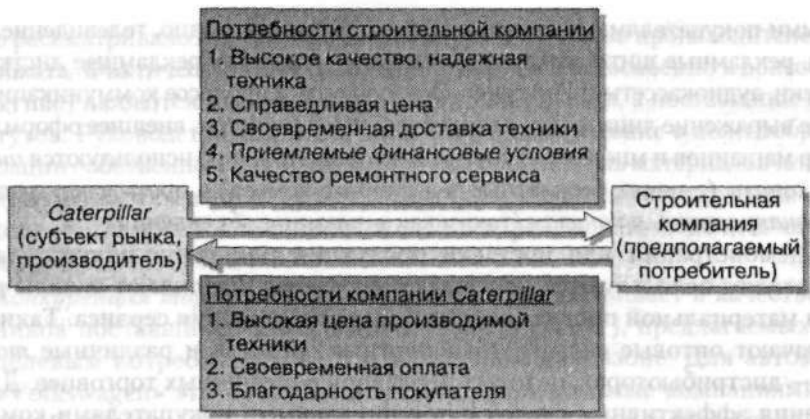 Потребности строительной компании
1. Высокое качество, надежная
техника
2. Справедливая цена
3. Своевременная доставка техники
4. Приемлемые финансовые условия
5. Качество ремонтного сервиса
Caterpillar
(субъект рынка,
производитель)
Строительная
компания
(предполагаемый
потребитель)
Потребности компании Caterpillar
1. Высокая цена производимой
техники
2. Своевременная оплата
3. Благодарность покупателя